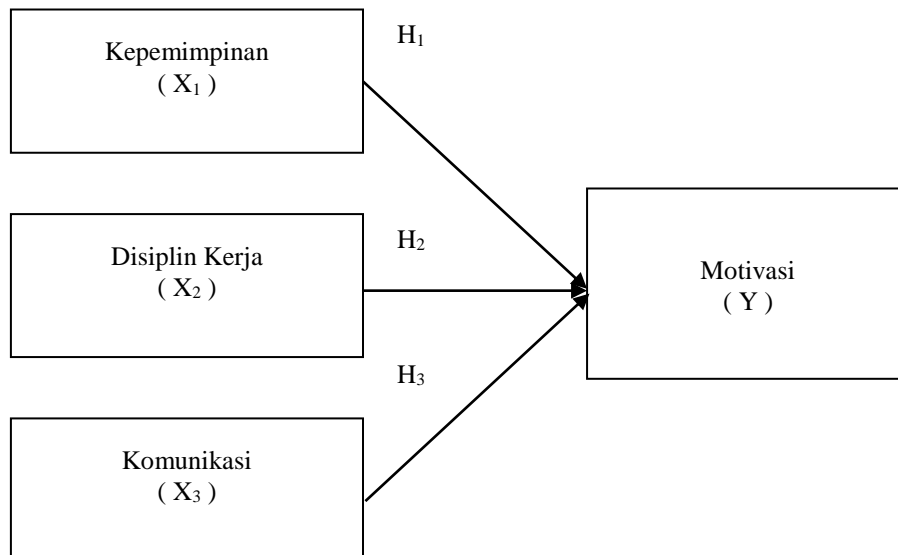 Kepemimpinan
( X₁ )
H₁
Disiplin Kerja
( X₂ )
H₂
Motivasi
( Y )
H₃
Komunikasi
( X₃ )